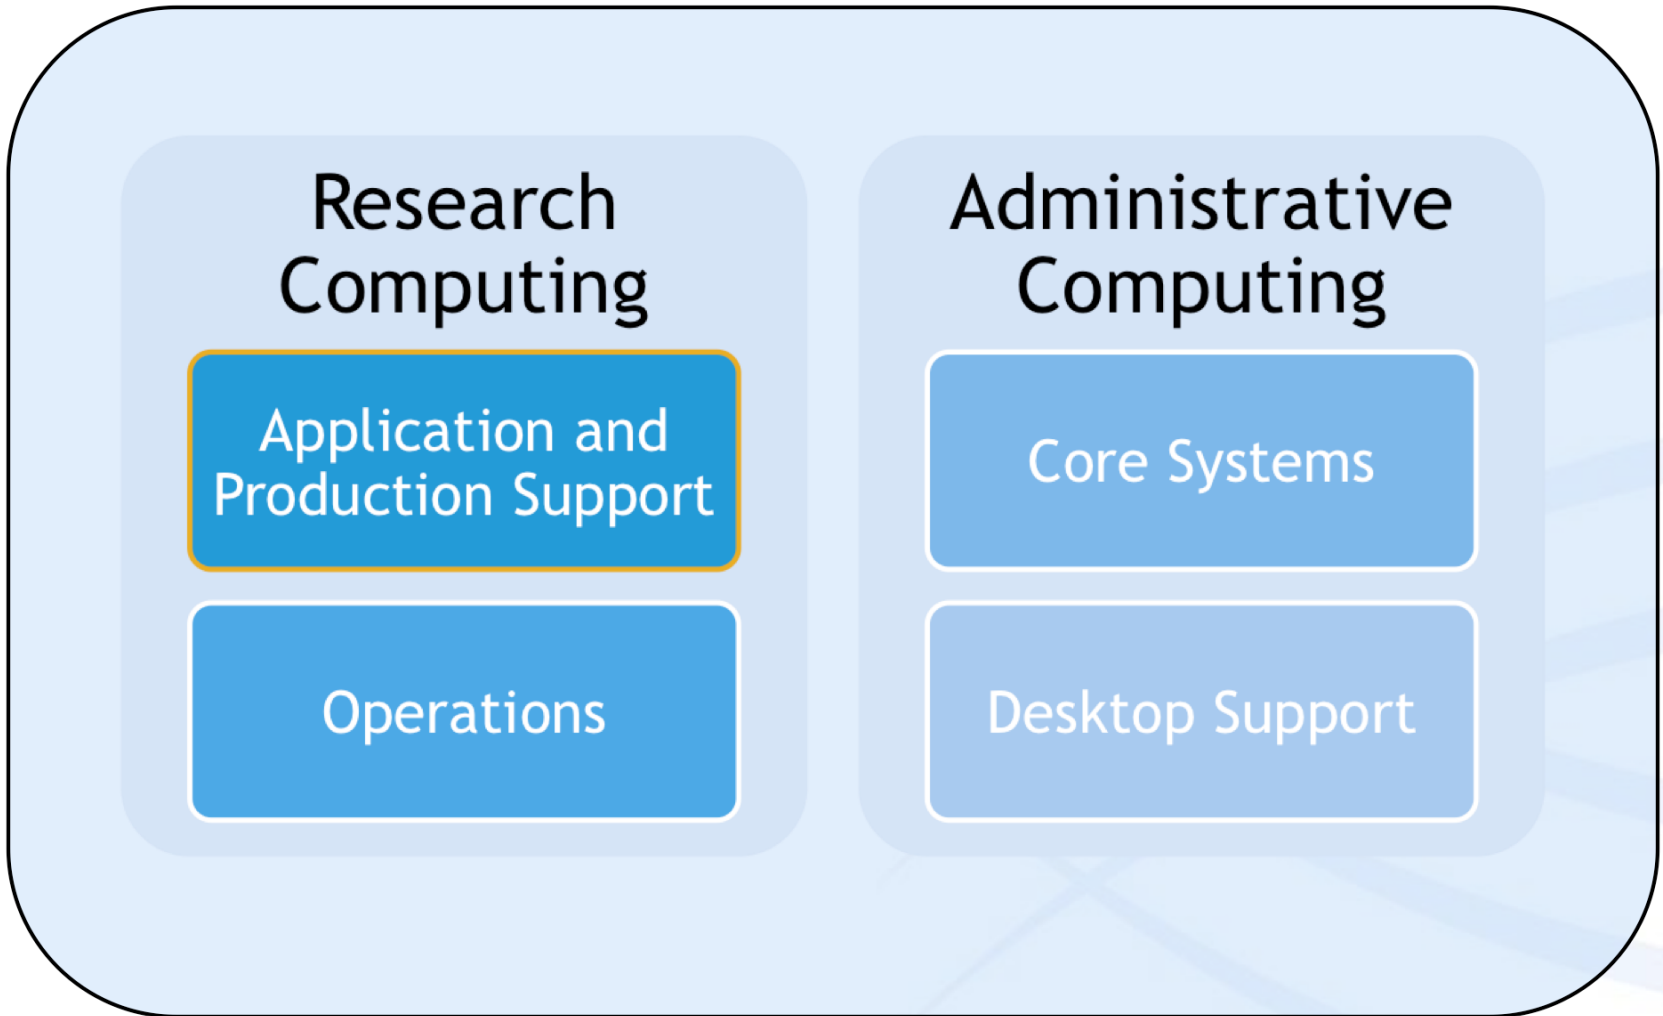 Research
Computing
Application and
Production Support
Operations
Administrative
Computing
Core Systems
Desktop Support